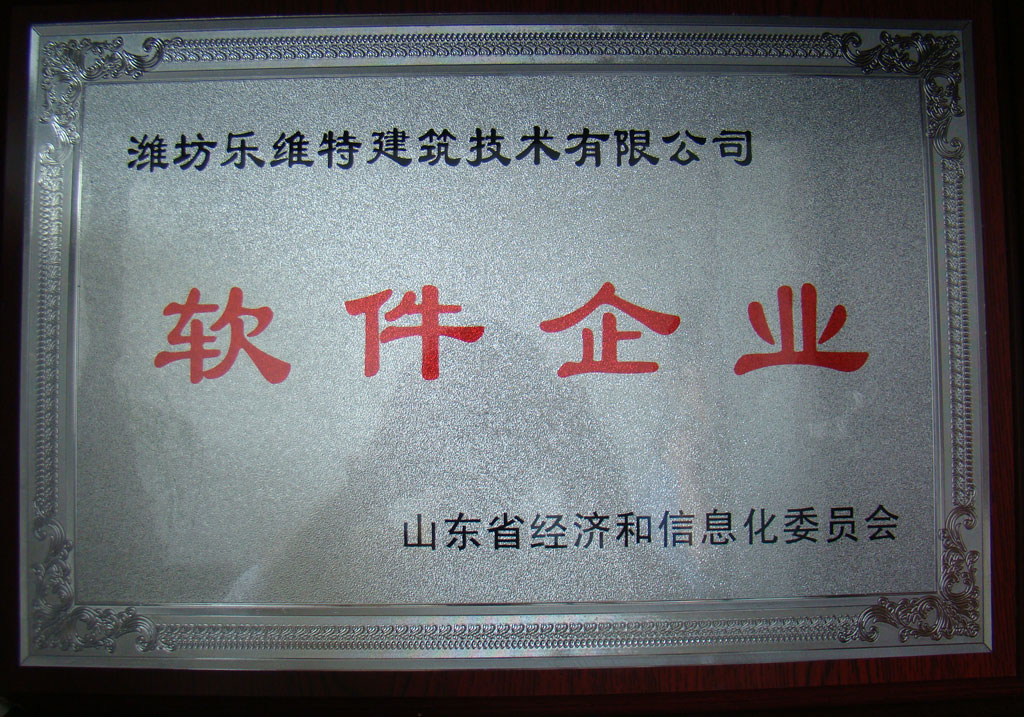 潍坊乐维特建筑技术有限公司
软件企业
山东省经济和信息化委员会